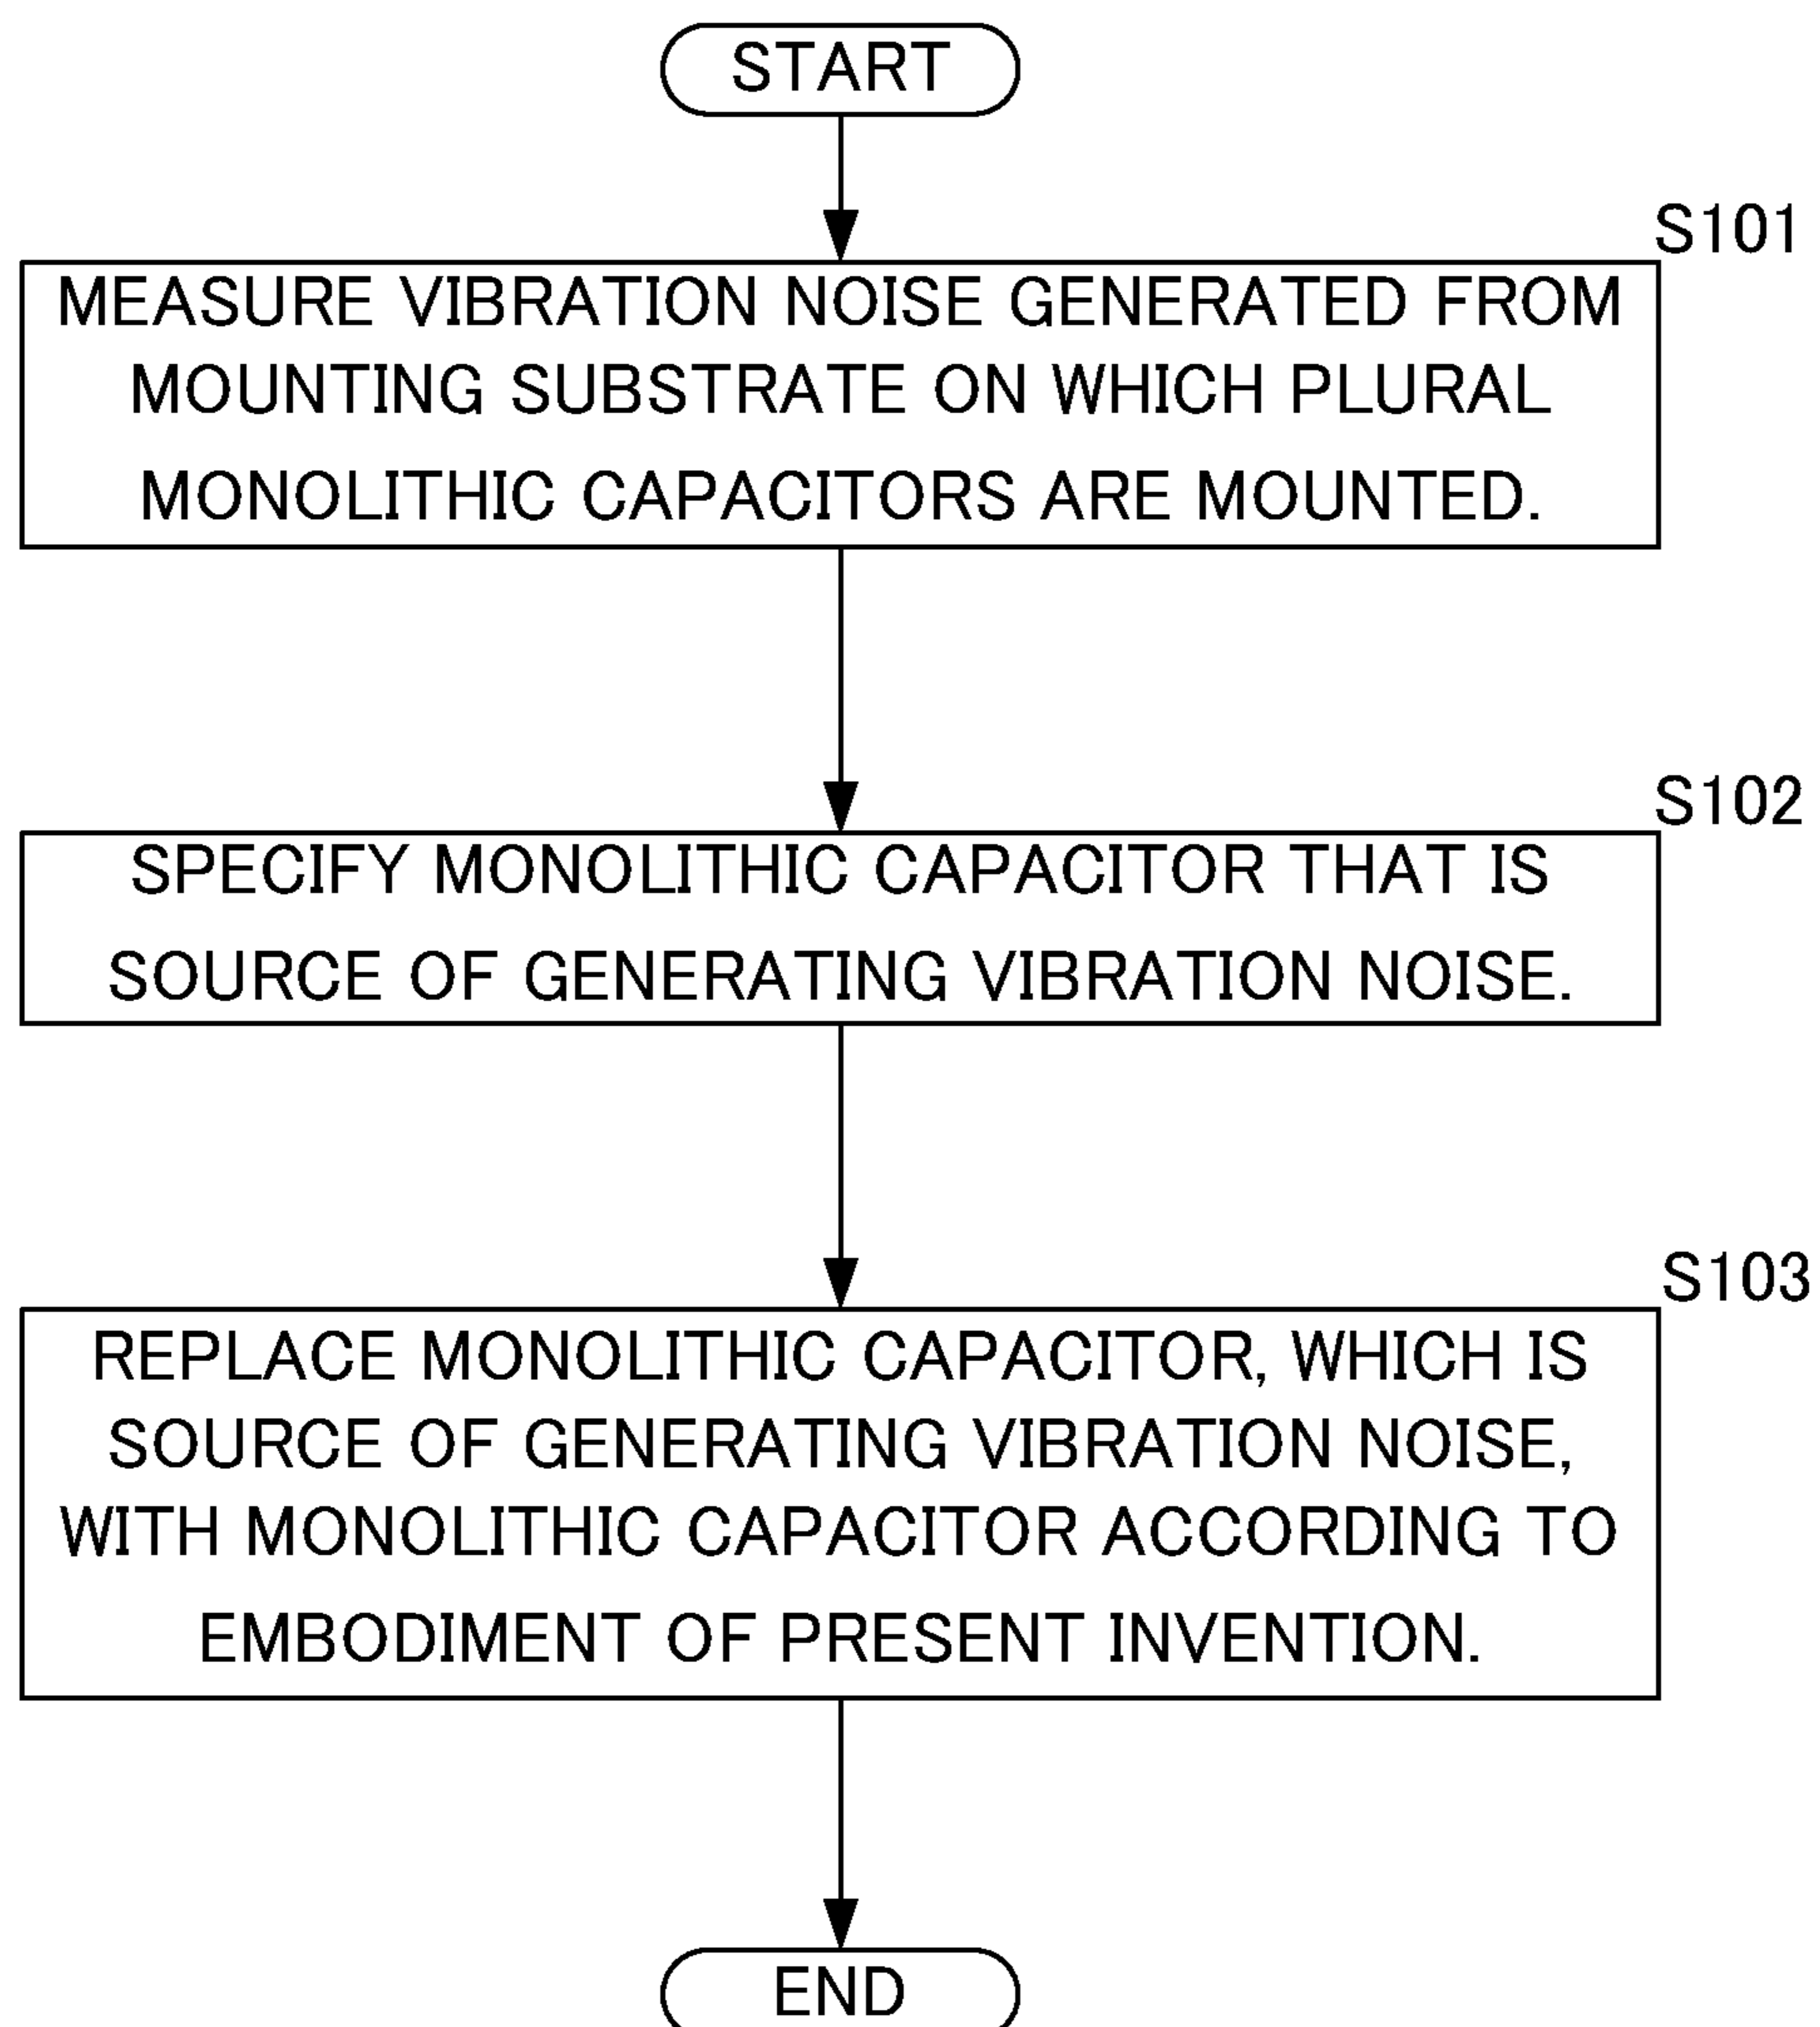 START
S101
MEASURE VIBRATION NOISE GENERATED FROM
MOUNTING SUBSTRATE ON WHICH PLURAL
MONOLITHIC CAPACITORS ARE MOUNTED.
S102
SPECIFY MONOLITHIC CAPACITOR THAT IS
SOURCE OF GENERATING VIBRATION NOISE.
S103
REPLACE MONOLITHIC CAPACITOR, WHICH IS
SOURCE OF GENERATING VIBRATION NOISE,
WITH MONOLITHIC CAPACITOR ACCORDING TO
EMBODIMENT OF PRESENT INVENTION.
END